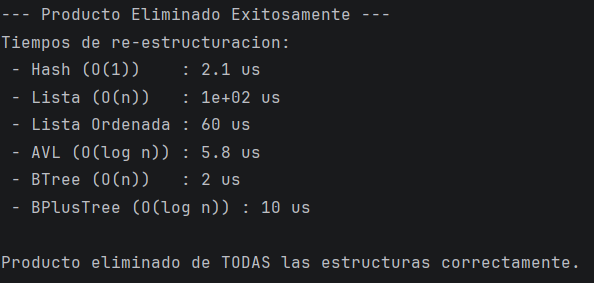 --- Producto Eliminado Exitosamente ---
Tiempos de re-estructuracion:
 - Hash (O(1))    : 2.1 us
 - Lista (O(n))   : 1e+02 us
 - Lista Ordenada : 60 us
 - AVL (O(log n)) : 5.8 us
 - BTree (O(n))   : 2 us
 - BPlusTree (O(log n)) : 10 us
Producto eliminado de TODAS las estructuras correctamente.